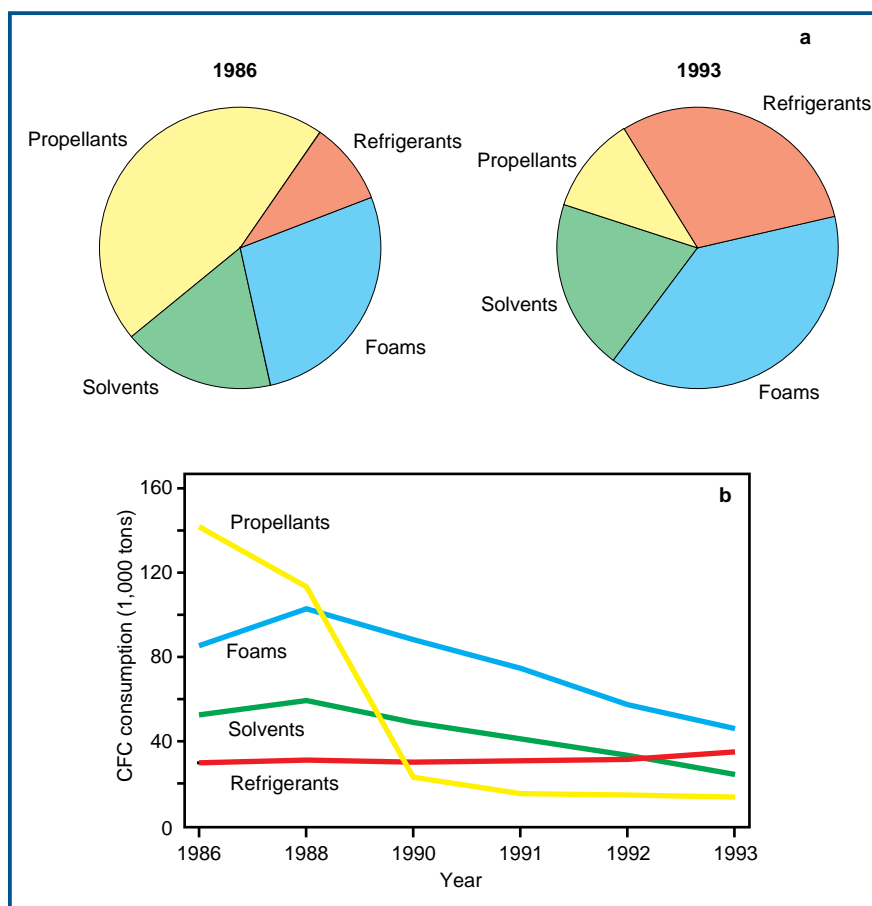 a
1986
1993
Propellants
Refrigerants
Solvents
Foams
Refrigerants
Propellants
Solvents
Foams
b
CFC consumption (1,000 tons)
160
120
80
40
0
Propellants
Foams
Solvents
Refrigerants
1986 1988 1990 1991 1992 1993
Year